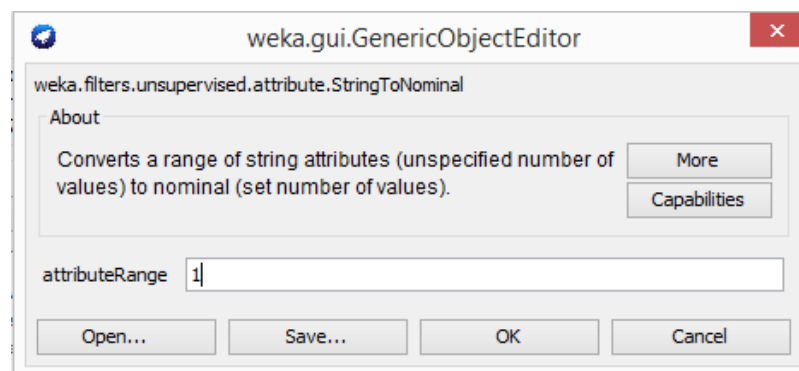 weka.gui.GenericObjectEditor
weka.filters.unsupervised.attribute.StringToNominal
About
Converts a range of string attributes (unspecified number of
values) to nominal (set number of values).
More
Capabilities
attributeRange 1
Open... Save... OK Cancel